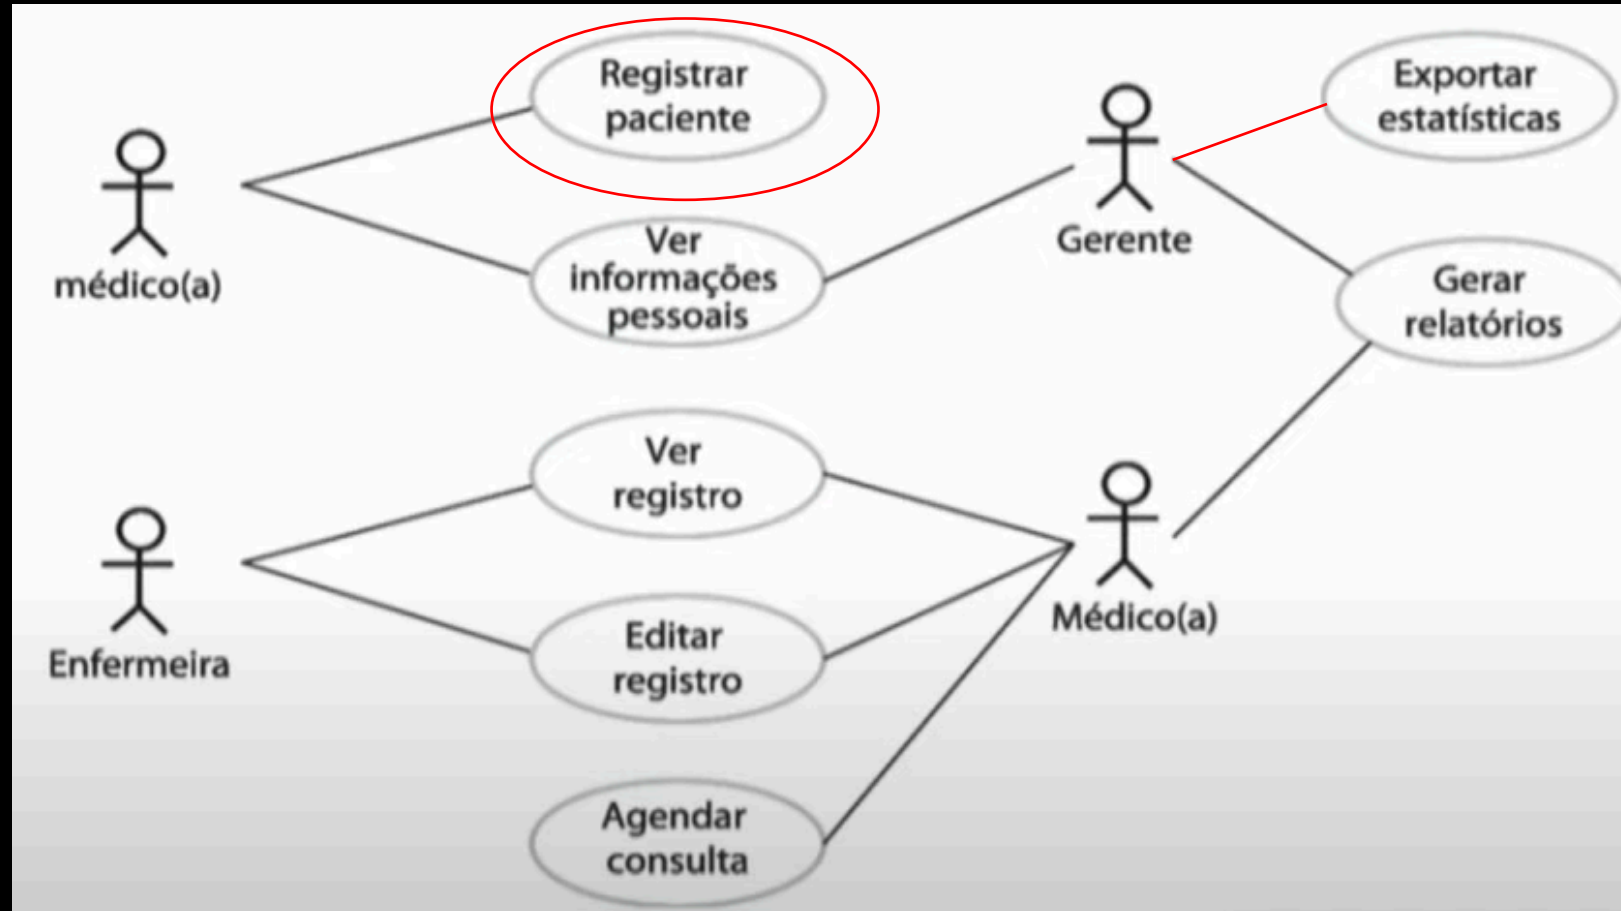 Registrar
paciente
médico(a)
Ver
informações
pessoais
Gerente
Exportar
estatísticas
Gerar
relatórios
Enfermeira
Ver
registro
Editar
registro
Agendar
consulta
Médico(a)